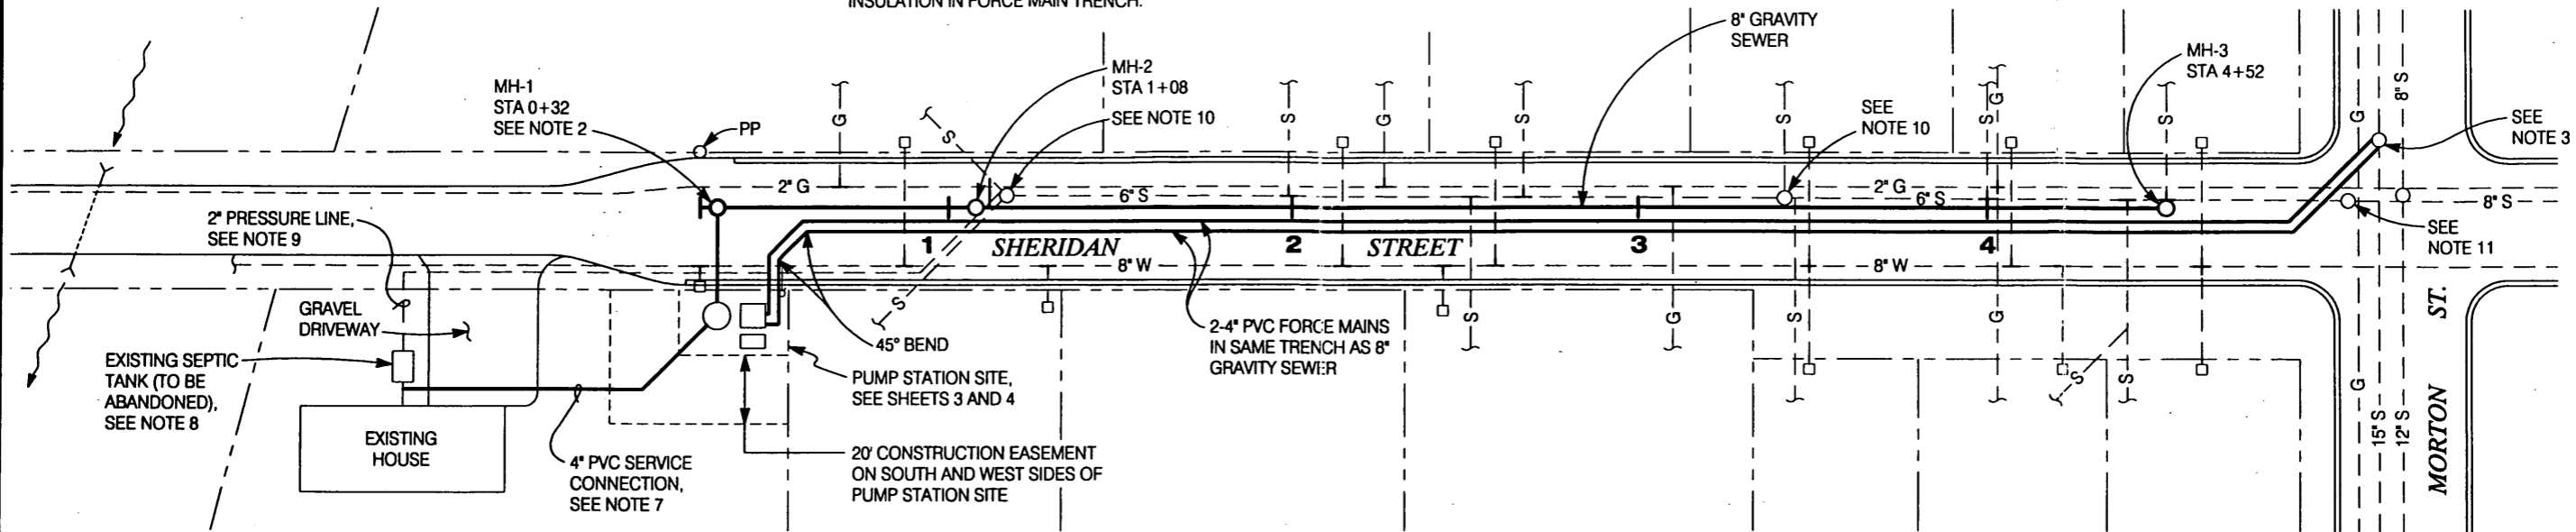 INSULATION IN FORCE MAIN TRENCH.
8" GRAVITY
SEWER
MH-3
STA 4+52
MH-2
STA 1+08
SEE NOTE 10
MH-1
STA 0+32
SEE NOTE 2
PP
SEE
NOTE 10
SEE
NOTE 3
G
S
S
G
S
S
S
G
S
G
8" S
2" G
6" S
2" G
6" S
8" S
2" PRESSURE LINE,
SEE NOTE 9
1
SHERIDAN
2
STREET
3
4
SEE
NOTE 11
8" W
8" W
GRAVEL
DRIVEWAY
S
45° BEND
2-4" PVC FORCE MAINS
IN SAME TRENCH AS 8"
GRAVITY SEWER
S
G
S
G
S
S
G
15" S
12" S
MORTON ST.
EXISTING SEPTIC
TANK (TO BE
ABANDONED),
SEE NOTE 8
PUMP STATION SITE,
SEE SHEETS 3 AND 4
EXISTING
HOUSE
4" PVC SERVICE
CONNECTION,
SEE NOTE 7
20' CONSTRUCTION EASEMENT
ON SOUTH AND WEST SIDES OF
PUMP STATION SITE